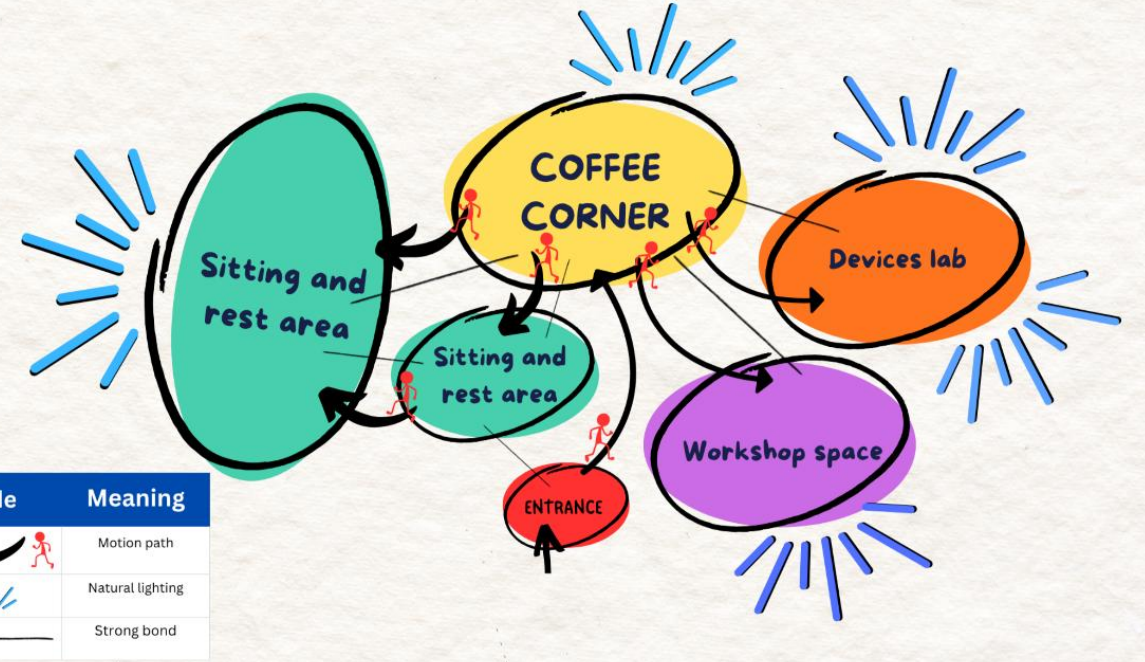 COFFEE
CORNER
Devices lab
Sitting and
rest area
Sitting and
rest area
Workshop space
ENTRANCE
Meaning
Motion path
Natural lighting
Strong bond